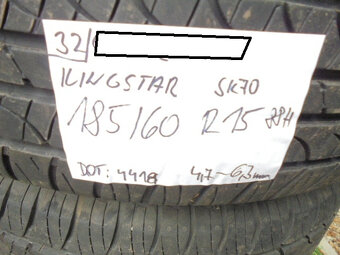 32/
KINGSTAR SK70
185/60 R15 88H
DOT: 4418 4,7-6,3mm